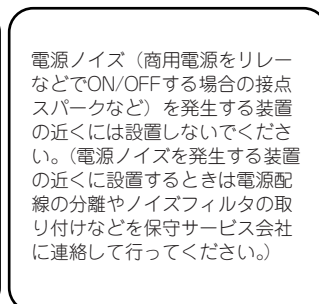 電源ノイズ（商用電源をリレー
などでON/OFFする場合の接点
スパークなど）を発生する装置
の近くには設置しないでくださ
い。（電源ノイズを発生する装置
の近くに設置するときは電源配
線の分離やノイズフィルタの取
り付けなどを保守サービス会社
に連絡して行ってください。）